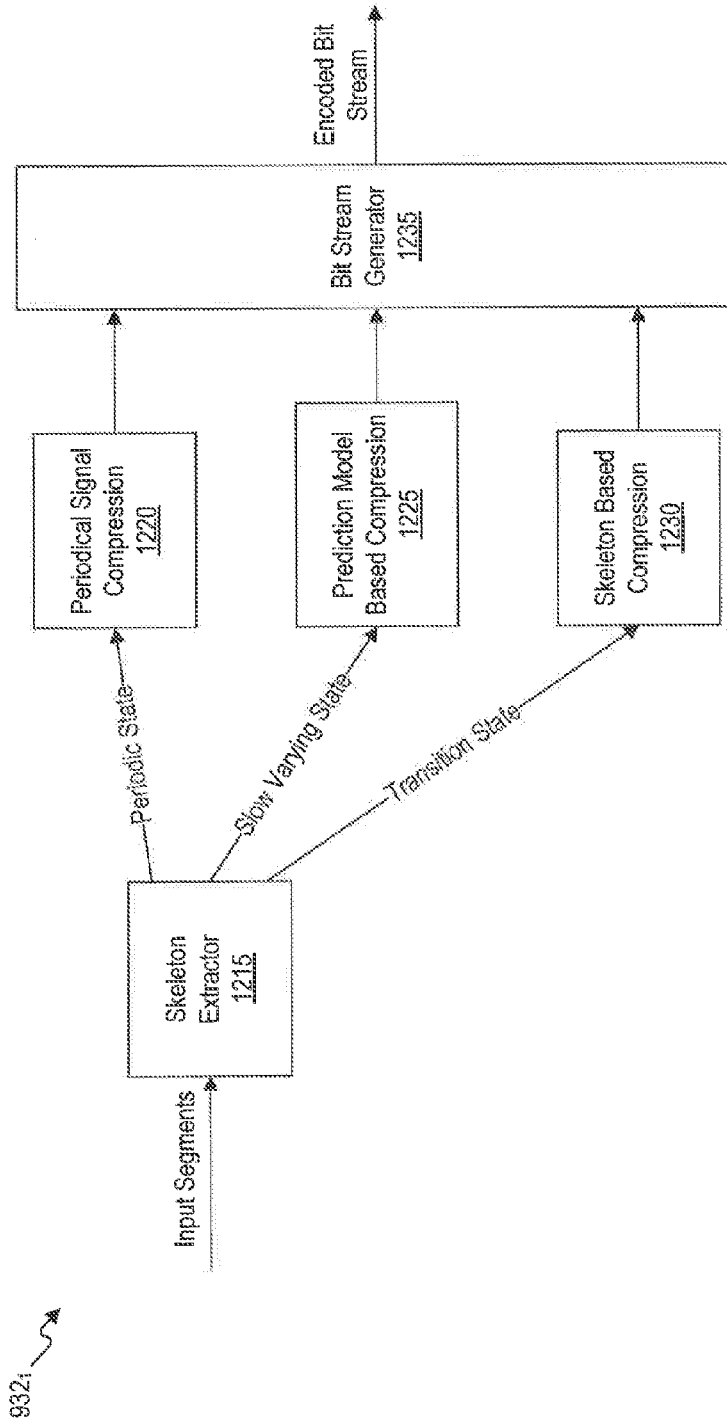 932₁
Input Segments
Skeleton
Extractor
1215
Periodic State
Slow Varying State
Transition State
Periodical Signal
Compression
1220
Prediction Model
Based Compression
1225
Skeleton Based
Compression
1230
Bit Stream
Generator
1235
Encoded Bit
Stream